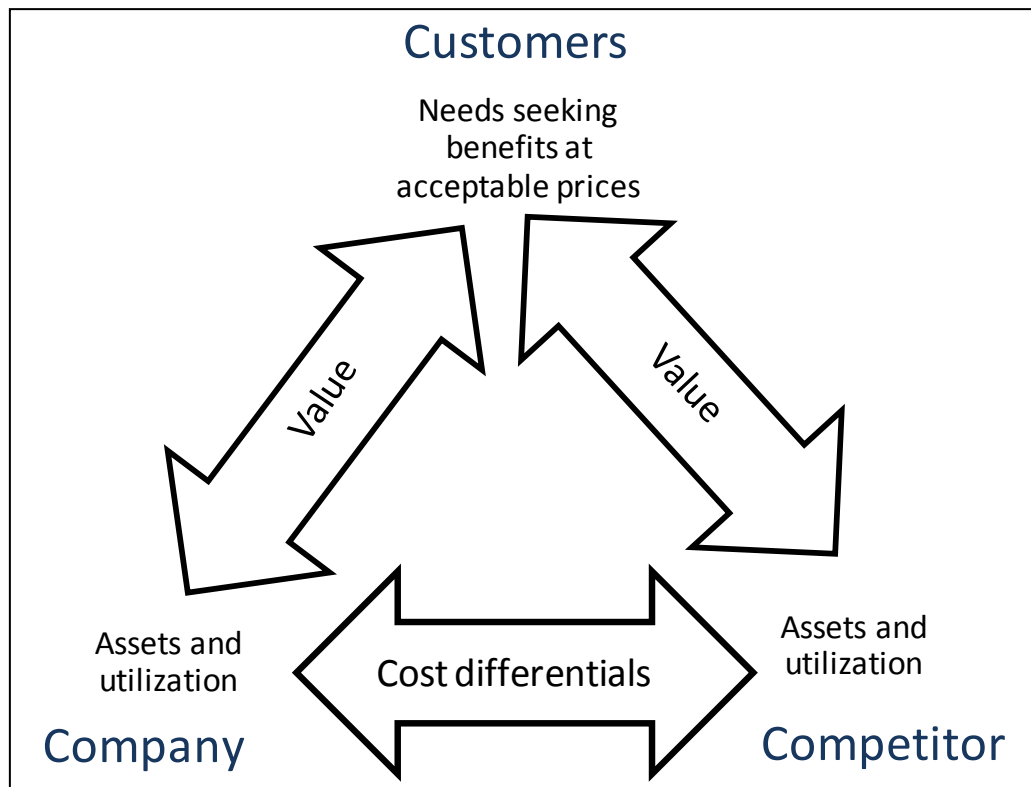 Customers
Needs seeking
benefits at
acceptable prices
Value
Value
Assets and
utilization
Cost differentials
Assets and
utilization
Company
Competitor